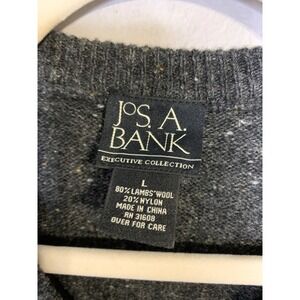 JOS. A.
BANK
EXECUTIVE COLLECTION
L
80% LAMBS' WOOL
20% NYLON
MADE IN CHINA
RN 31608
OVER FOR CARE